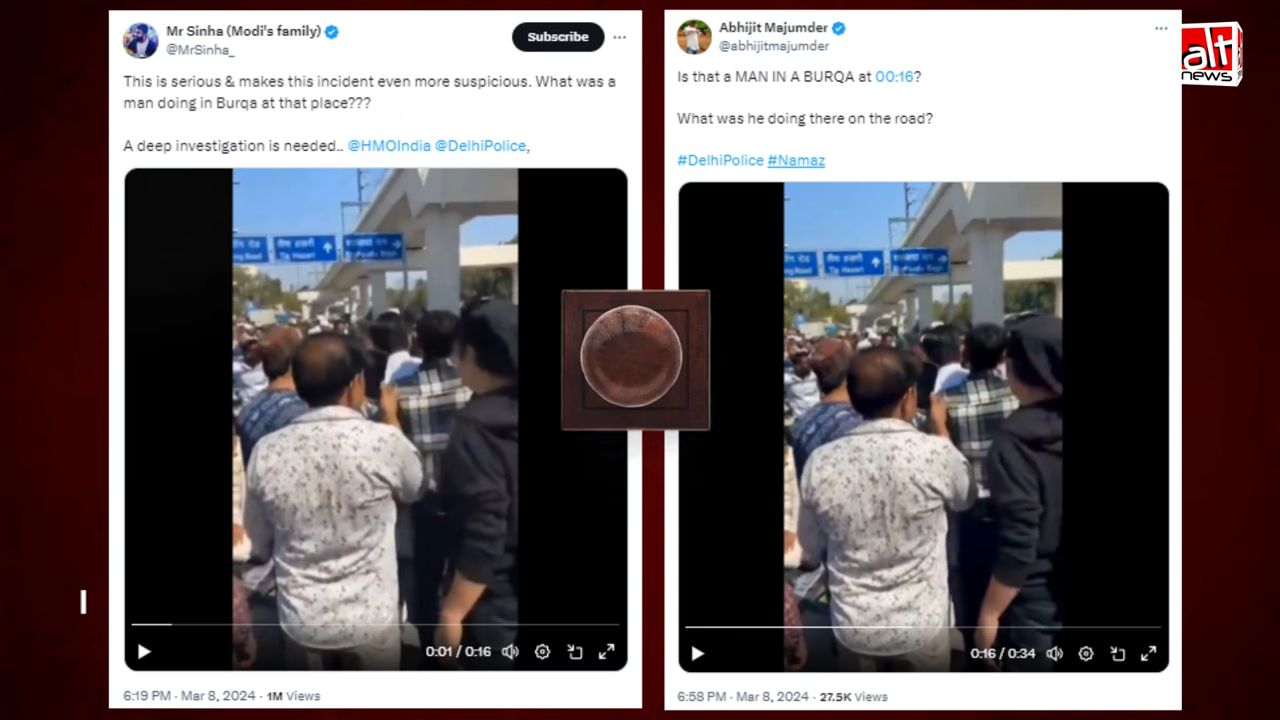 Mr Sinha (Modi's family)
@MrSinha_
Subscribe
This is serious & makes this incident even more suspicious. What was a
man doing in Burqa at that place???
A deep investigation is needed.. @HMOIndia @DelhiPolice,
तीस हज़ारी
Tis Hazari
0:01 / 0:16
6:19 PM · Mar 8, 2024 · 1M Views
Abhijit Majumder
@abhijitmajumder
Is that a MAN IN A BURQA at 00:16?
What was he doing there on the road?
#DelhiPolice #Namaz
तीस हज़ारी
Tis Hazari
0:16 / 0:34
6:58 PM · Mar 8, 2024 · 27.5K Views
alt
news
I